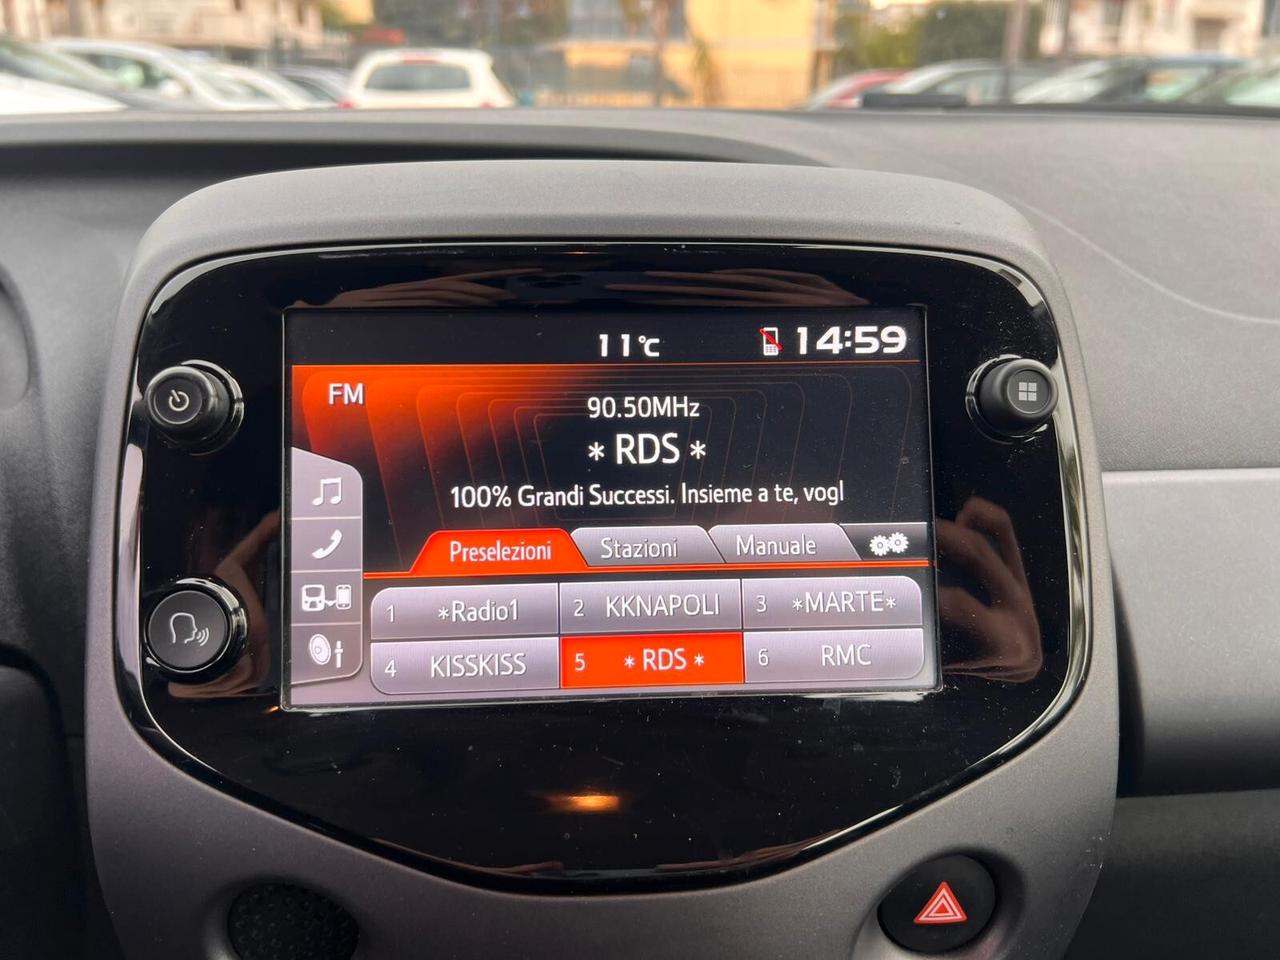 11°C 14:59
FM
90.50MHz
* RDS *
100% Grandi Successi. Insieme a te, vogl
Preselezioni Stazioni Manuale
1 *Radio1 2 KKNAPOLI 3 *MARTE*
4 KISSKISS 5 * RDS * 6 RMC